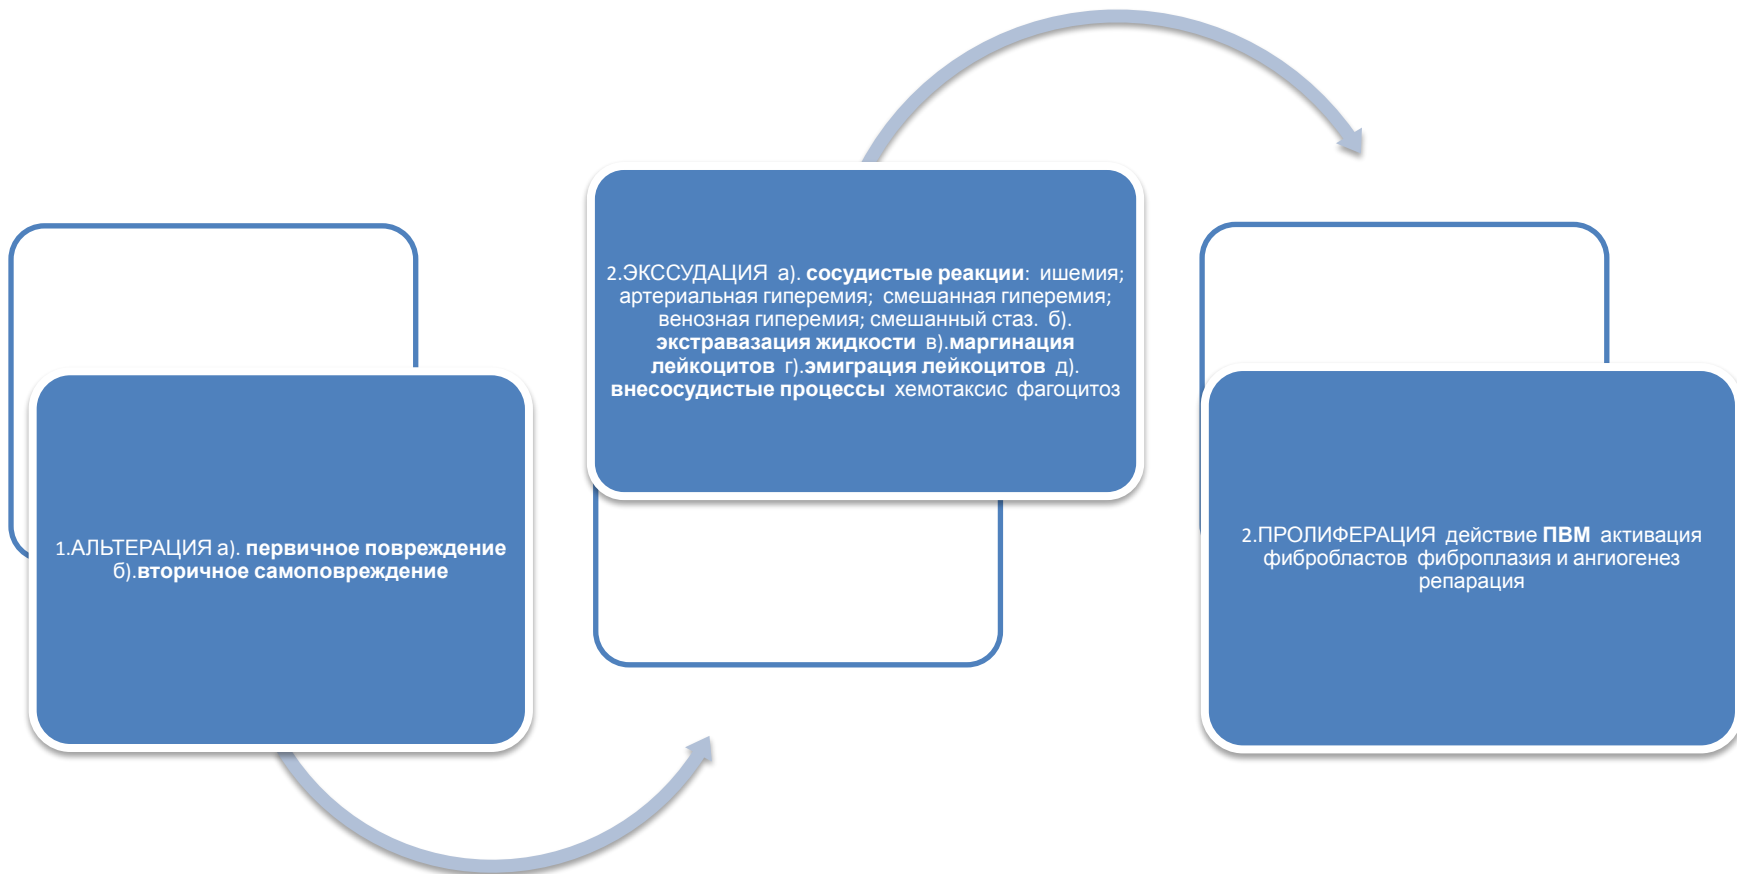 1.АЛЬТЕРАЦИЯ а). первичное повреждение
б).вторичное самоповреждение
2.ЭКССУДАЦИЯ а). сосудистые реакции: ишемия;
артериальная гиперемия; смешанная гиперемия;
венозная гиперемия; смешанный стаз. б).
экстравазация жидкости в).маргинация
лейкоцитов г).эмиграция лейкоцитов д).
внесосудистые процессы хемотаксис фагоцитоз
2.ПРОЛИФЕРАЦИЯ действие ПВМ активация
фибробластов фиброплазия и ангиогенез
репарация